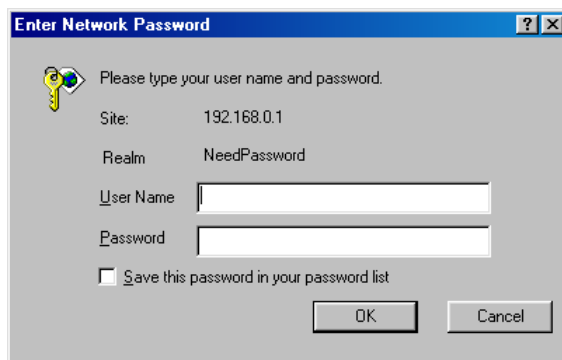 Enter Network Password
Please type your user name and password.
Site: 192.168.0.1
Realm NeedPassword
User Name
Password
Save this password in your password list
OK Cancel